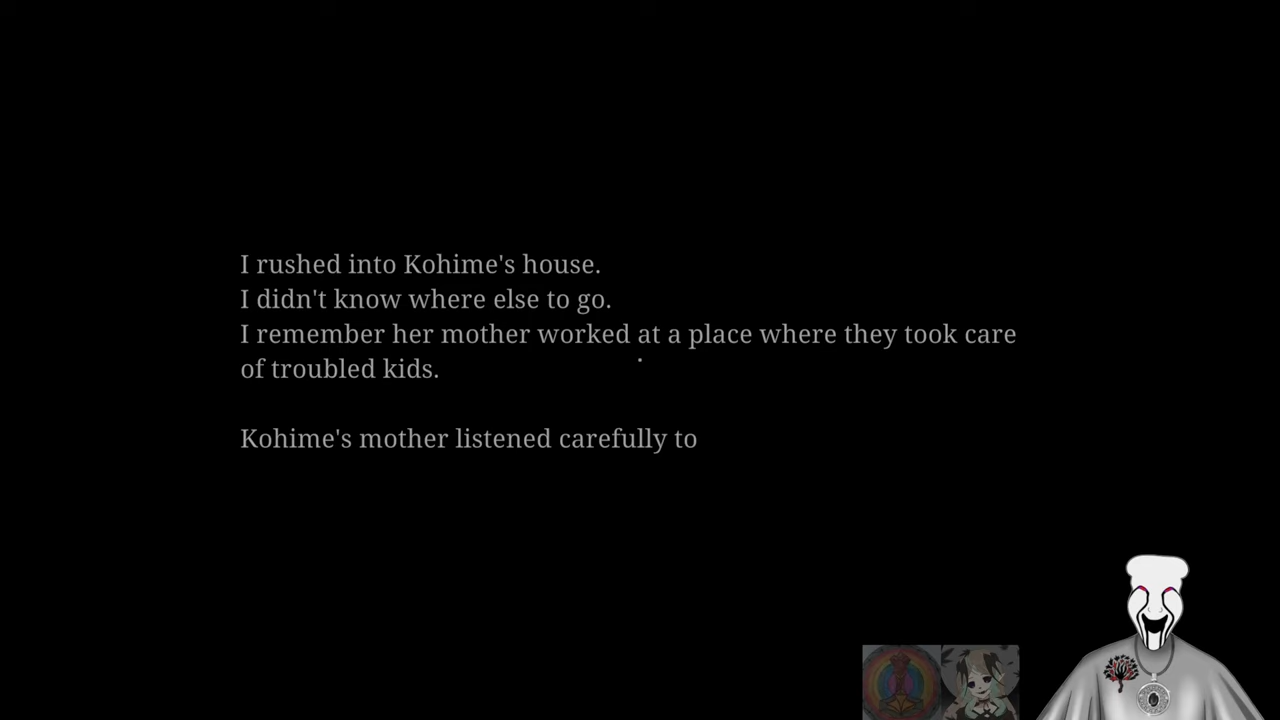 I rushed into Kohime's house.
I didn't know where else to go.
I remember her mother worked at a place where they took care
of troubled kids.
Kohime's mother listened carefully to